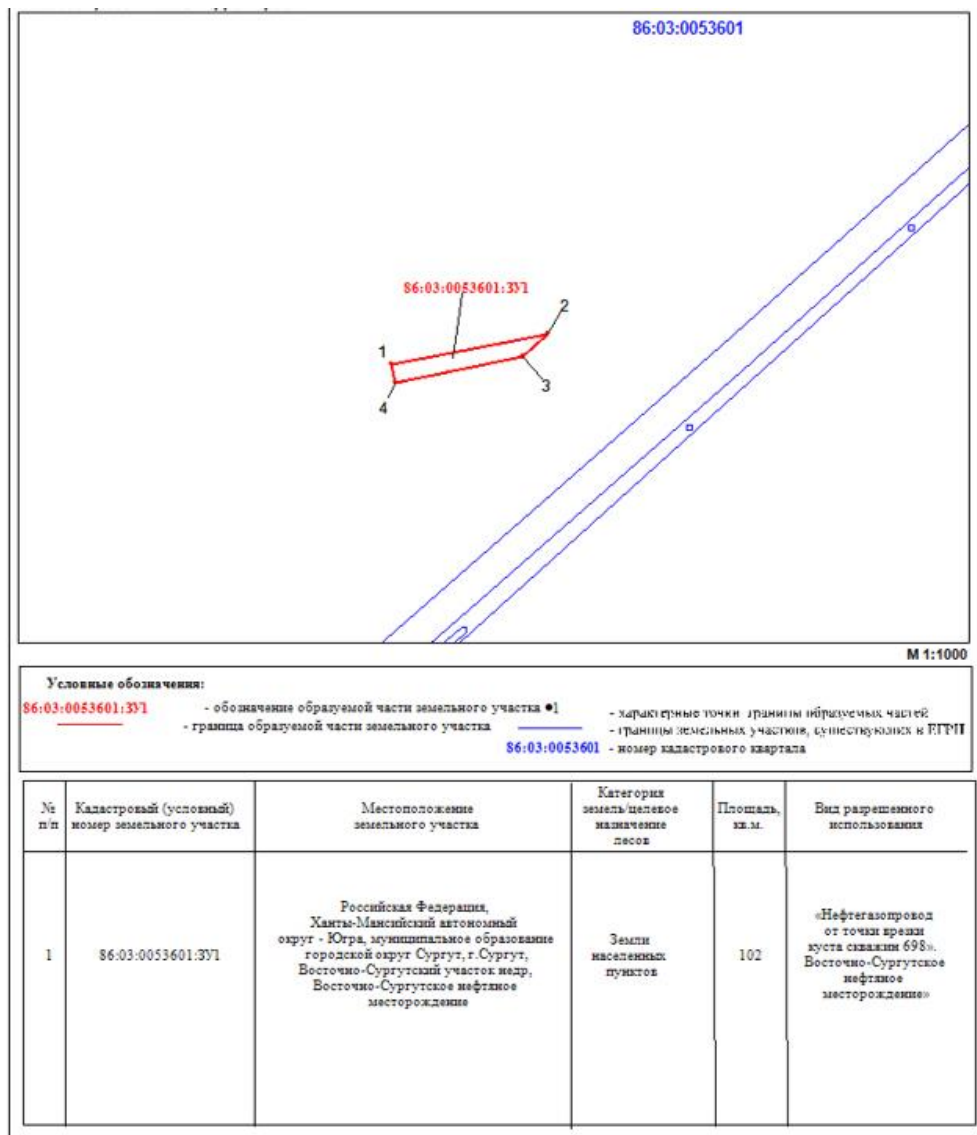 86:03:0053601
86:03:0053601:ЗУ1
2
1
3
4
М 1:1000
Условные обозначения:
86:03:0053601:ЗУ1 - обозначение образуемой части земельного участка ●1 - характерные точки границы образуемых частей
- граница образуемой части земельного участка - границы земельных участков, существующих в ЕГРН
86:03:0053601 - номер кадастрового квартала
№ п/п
Кадастровый (условный)
номер земельного участка
Местоположение
земельного участка
Категория
земель/целевое
назначение
лесов
Площадь,
кв.м.
Вид разрешенного
использования
1
86:03:0053601:ЗУ1
Российская Федерация,
Ханты-Мансийский автономный
округ - Югра, муниципальное образование
городской округ Сургут, г.Сургут,
Восточно-Сургутский участок недр,
Восточно-Сургутское нефтяное
месторождение
Земли
населенных
пунктов
102
«Нефтегазопровод
от точки врезки
куста скважин 698».
Восточно-Сургутское
нефтяное
месторождение»